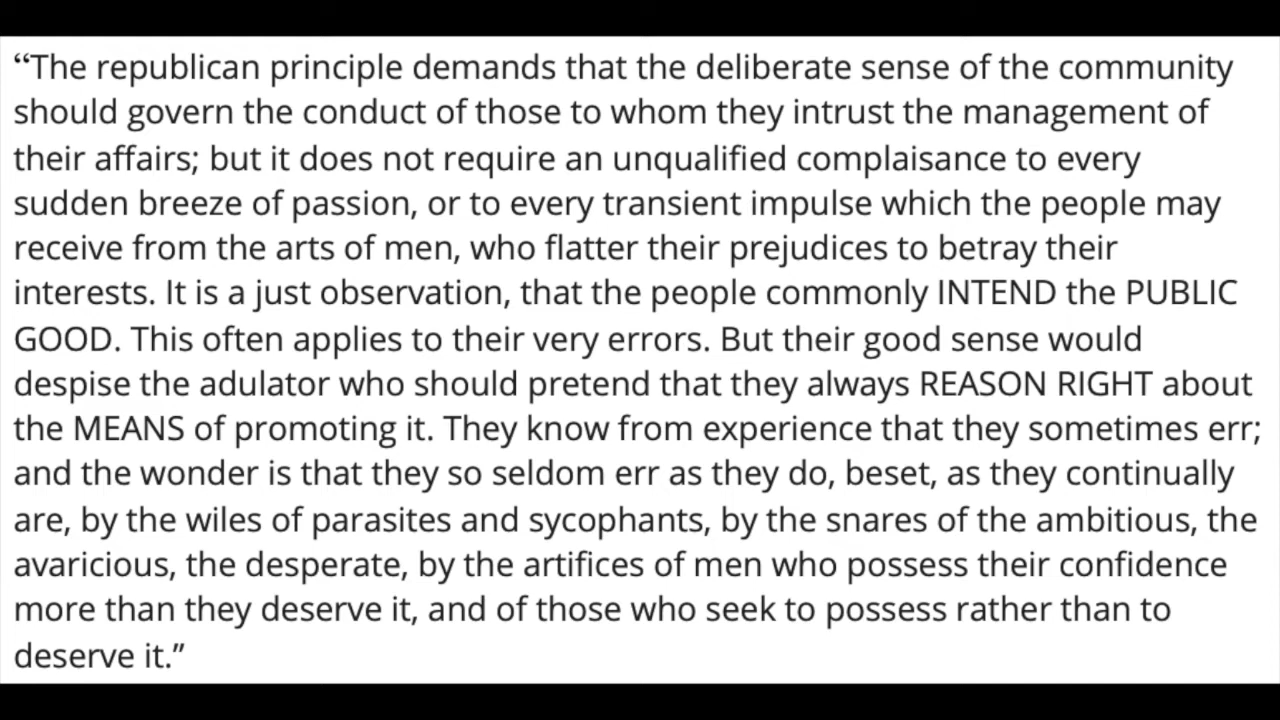 “The republican principle demands that the deliberate sense of the community
should govern the conduct of those to whom they intrust the management of
their affairs; but it does not require an unqualified complaisance to every
sudden breeze of passion, or to every transient impulse which the people may
receive from the arts of men, who flatter their prejudices to betray their
interests. It is a just observation, that the people commonly INTEND the PUBLIC
GOOD. This often applies to their very errors. But their good sense would
despise the adulator who should pretend that they always REASON RIGHT about
the MEANS of promoting it. They know from experience that they sometimes err;
and the wonder is that they so seldom err as they do, beset, as they continually
are, by the wiles of parasites and sycophants, by the snares of the ambitious, the
avaricious, the desperate, by the artifices of men who possess their confidence
more than they deserve it, and of those who seek to possess rather than to
deserve it.”